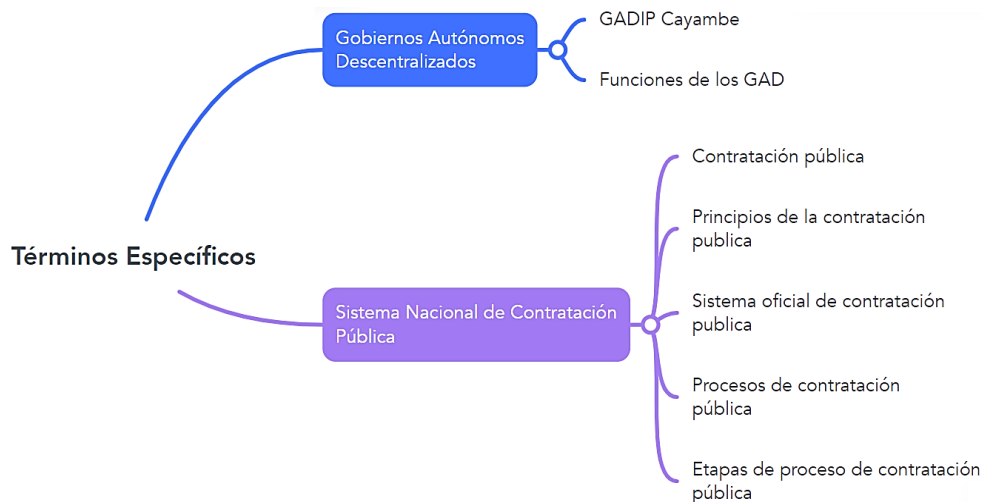 GADIP Cayambe
Gobiernos Autónomos
Descentralizados
Funciones de los GAD
Contratación pública
Principios de la contratación
publica
Términos Específicos
Sistema oficial de contratación
publica
Sistema Nacional de Contratación
Pública
Procesos de contratación
pública
Etapas de proceso de contratación
pública